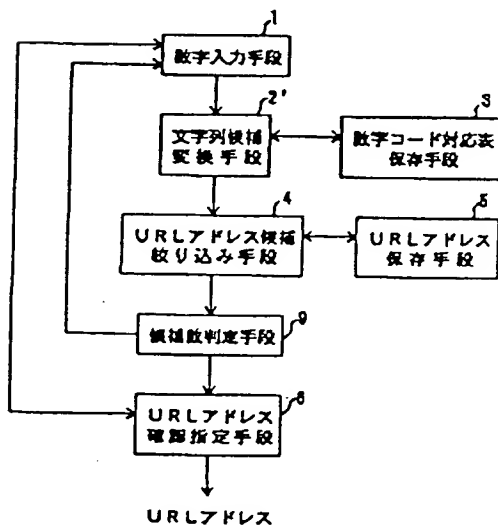 1
数字入力手段
2'
文字列候補
変換手段
3
数字コード対応表
保存手段
4
URLアドレス候補
絞り込み手段
5
URLアドレス
保存手段
9
候補数判定手段
6
URLアドレス
確認指定手段
URLアドレス